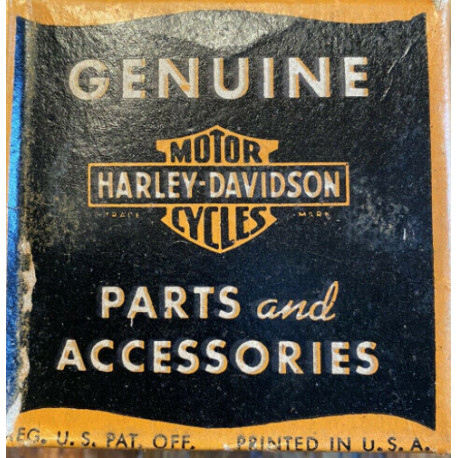 GENUINE
MOTOR
HARLEY-DAVIDSON
TRADE MARK
CYCLES
PARTS and
ACCESSORIES
EG. U. S. PAT. OFF. PRINTED IN U. S. A.